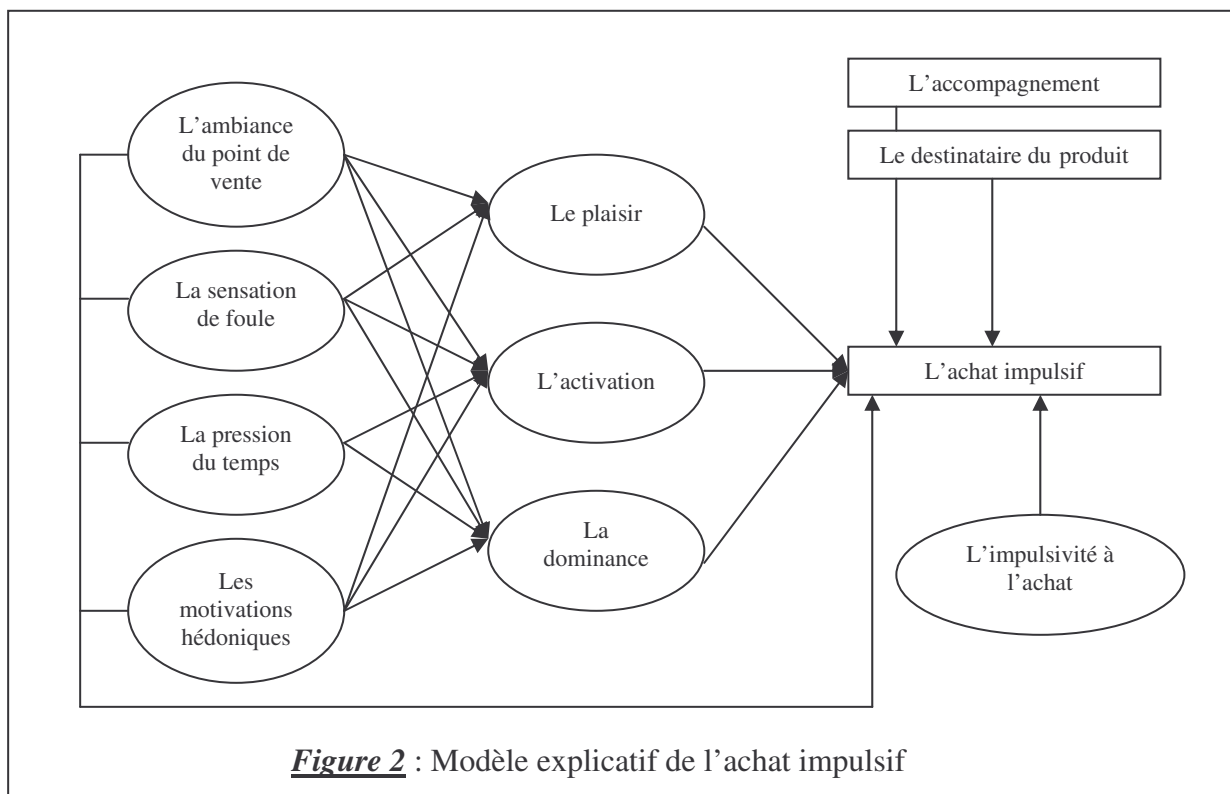 L'ambiance
du point de
vente
La sensation
de foule
La pression
du temps
Les
motivations
hédoniques
Le plaisir
L'activation
La
dominance
L'accompagnement
Le destinataire du produit
L'achat impulsif
L'impulsivité à
l'achat
Figure 2 : Modèle explicatif de l'achat impulsif